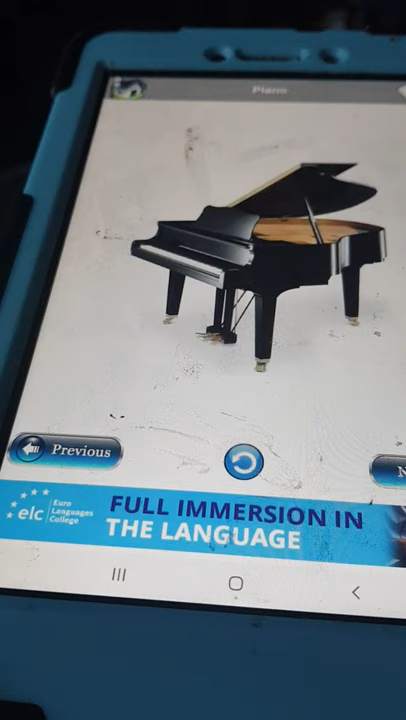 Piano
Previous
N
elc
Euro
Languages
College
FULL IMMERSION IN
THE LANGUAGE